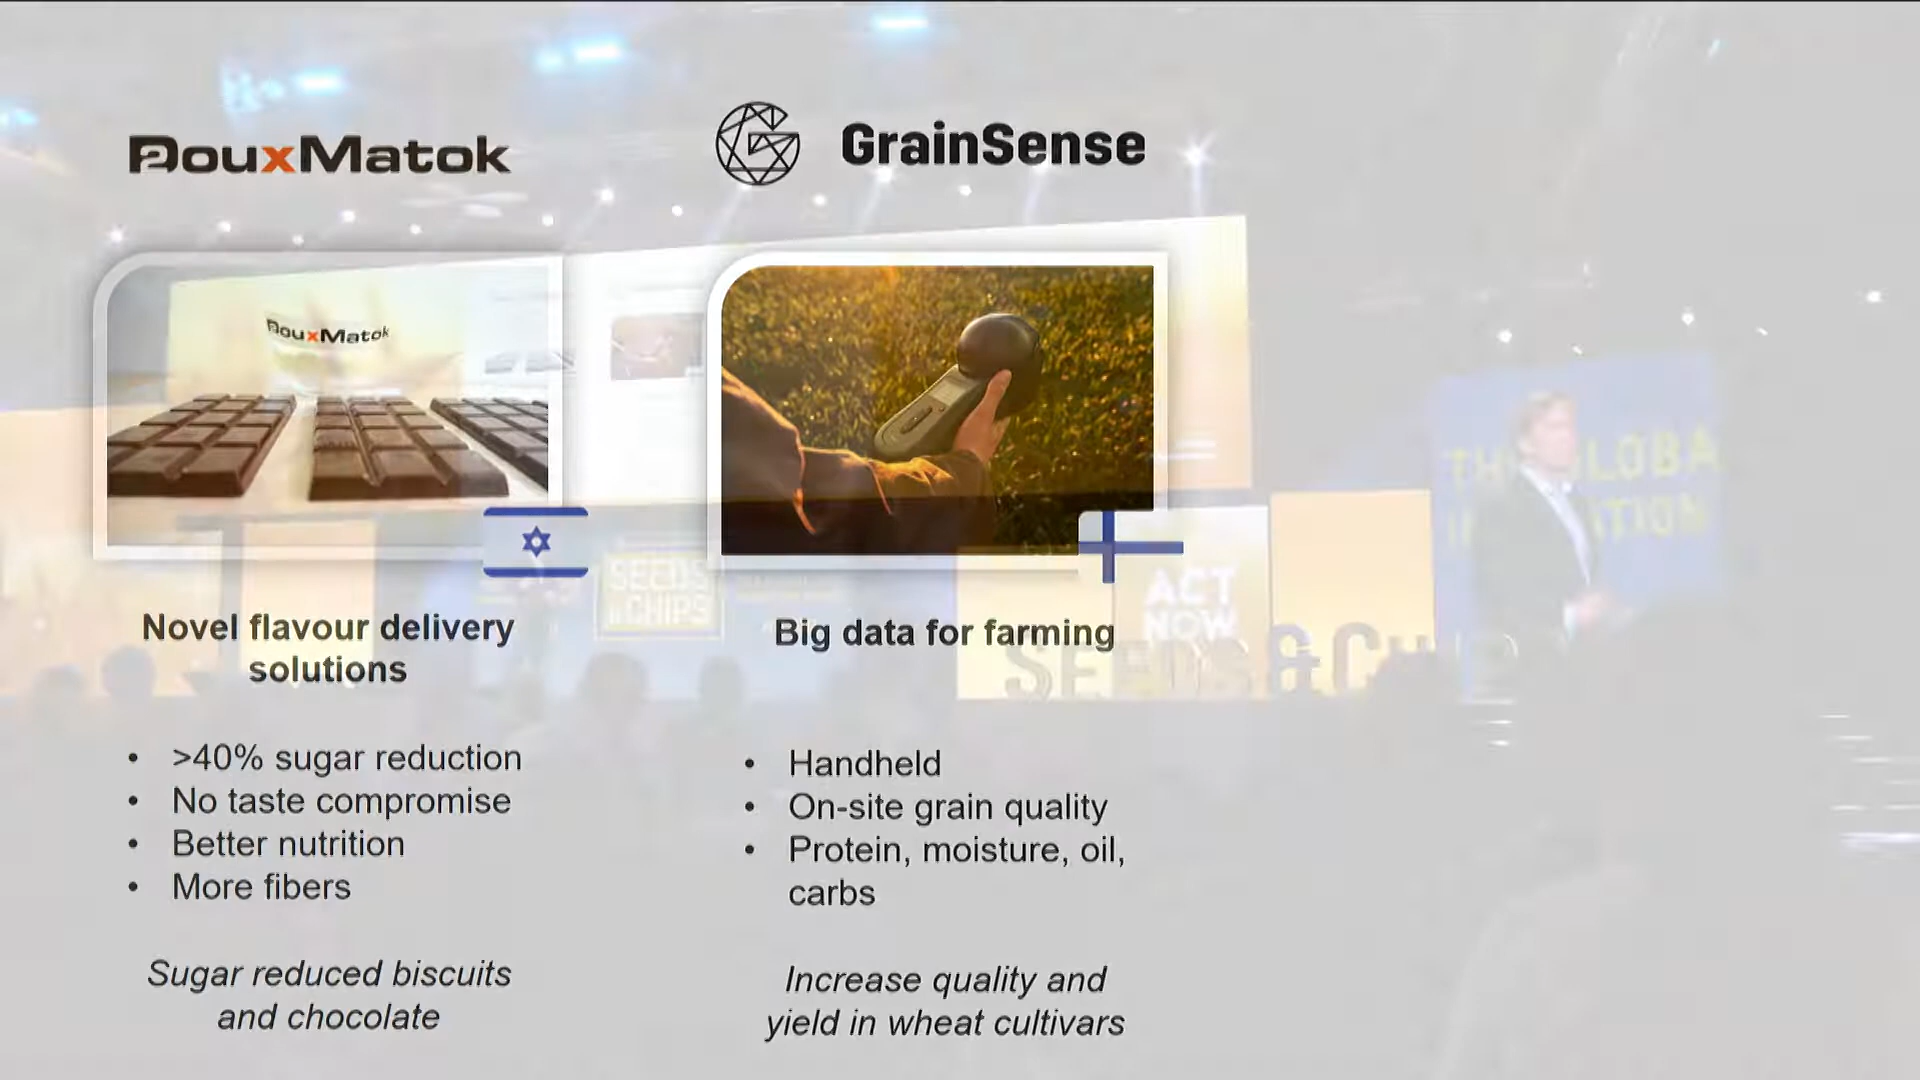 DouxMatok
GrainSense
DouxMatok
Novel flavour delivery
solutions
Big data for farming
• >40% sugar reduction
• No taste compromise
• Better nutrition
• More fibers
• Handheld
• On-site grain quality
• Protein, moisture, oil,
carbs
Sugar reduced biscuits
and chocolate
Increase quality and
yield in wheat cultivars
SEEDS
&CHIPS
ACT
NOW
SEEDS&CHIPS